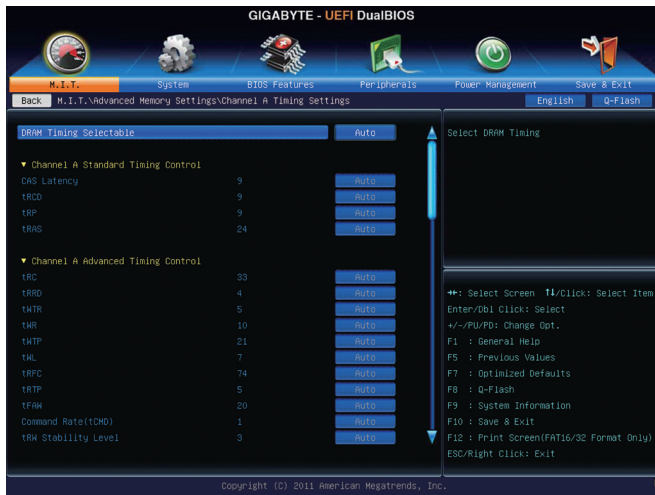 GIGABYTE - UEFI DualBIOS
M.I.T. System BIOS Features Peripherals Power Management Save & Exit
Back M.I.T.\Advanced Memory Settings\Channel A Timing Settings English Q-Flash
DRAM Timing Selectable Auto Select DRAM Timing
▼ Channel A Standard Timing Control
CAS Latency 9 Auto
tRCD 9 Auto
tRP 9 Auto
tRAS 24 Auto
▼ Channel A Advanced Timing Control
tRC 33 Auto
tRRD 4 Auto
tWTR 5 Auto
tWR 10 Auto
tWTP 21 Auto
tWL 7 Auto
tRFC 74 Auto
tRTP 5 Auto
tFAW 20 Auto
Command Rate(tCMD) 1 Auto
tRW Stability Level 3 Auto
→←: Select Screen ↑↓/Click: Select Item
Enter/Dbl Click: Select
+/-/PU/PD: Change Opt.
F1 : General Help
F5 : Previous Values
F7 : Optimized Defaults
F8 : Q-Flash
F9 : System Information
F10 : Save & Exit
F12 : Print Screen(FAT16/32 Format Only)
ESC/Right Click: Exit
Copyright (C) 2011 American Megatrends, Inc.